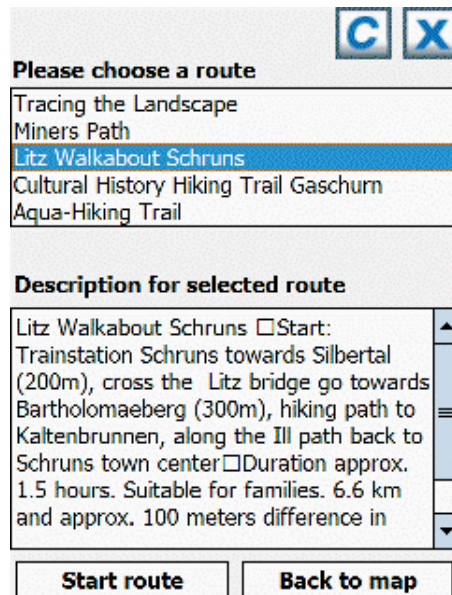 C X
Please choose a route
Tracing the Landscape
Miners Path
Litz Walkabout Schruns
Cultural History Hiking Trail Gaschurn
Aqua-Hiking Trail
Description for selected route
Litz Walkabout Schruns □Start:
Trainstation Schruns towards Silbertal
(200m), cross the  Litz bridge go towards
Bartholomaeberg (300m), hiking path to
Kaltenbrunnen, along the Ill path back to
Schruns town center□Duration approx.
1.5 hours. Suitable for families. 6.6 km
and approx. 100 meters difference in
Start route Back to map